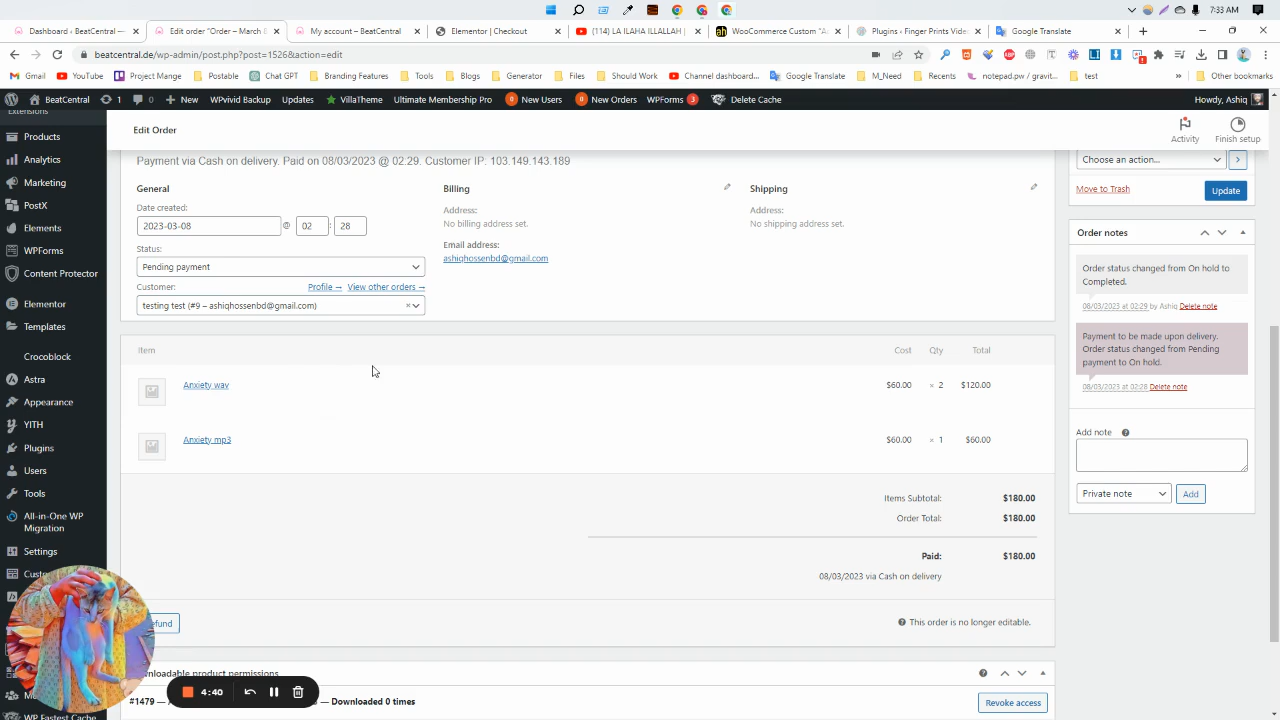 7:33 AM
Dashboard ‹ BeatCentral —
Edit order "Order – March
My account – BeatCentral
Elementor | Checkout
(114) LA ILAHA ILLALLAH |
WooCommerce Custom "A
Plugins ‹ Finger Prints Video
Google Translate
beatcentral.de/wp-admin/post.php?post=1526&action=edit
Gmail
YouTube
Project Mange
Postable
Chat GPT
Branding Features
Tools
Blogs
Generator
Files
Should Work
Channel dashboard...
Google Translate
M_Need
Recents
notepad.pw / gravit...
test
Other bookmarks
BeatCentral
1
0
New
WPvivid Backup
Updates
VillaTheme
Ultimate Membership Pro
0 New Users
0 New Orders
WPForms 3
Delete Cache
Howdy, Ashiq
Extensions
Products
Analytics
Marketing
PostX
Elements
WPForms
Content Protector
Elementor
Templates
Crocoblock
Astra
Appearance
YITH
Plugins
Users
Tools
All-in-One WP
Migration
Settings
WP Fastest Cache
Edit Order
Activity
Finish setup
Payment via Cash on delivery. Paid on 08/03/2023 @ 02.29. Customer IP: 103.149.143.189
General
Date created:
2023-03-08 @ 02 : 28
Status:
Pending payment
Customer:
Profile →
View other orders →
testing test (#9 – ashiqhossenbd@gmail.com) ×
Billing
Address:
No billing address set.
Email address:
ashiqhossenbd@gmail.com
Shipping
Address:
No shipping address set.
Item Cost Qty Total
Anxiety wav $60.00 × 2 $120.00
Anxiety mp3 $60.00 × 1 $60.00
Items Subtotal: $180.00
Order Total: $180.00
Paid: $180.00
08/03/2023 via Cash on delivery
This order is no longer editable.
product permissions
#1479 —
— Downloaded 0 times
Revoke access
4:40
Choose an action...
Move to Trash
Update
Order notes
Order status changed from On hold to
Completed.
08/03/2023 at 02:29 by Ashiq Delete note
Payment to be made upon delivery.
Order status changed from Pending
payment to On hold.
08/03/2023 at 02:28 Delete note
Add note
Private note
Add